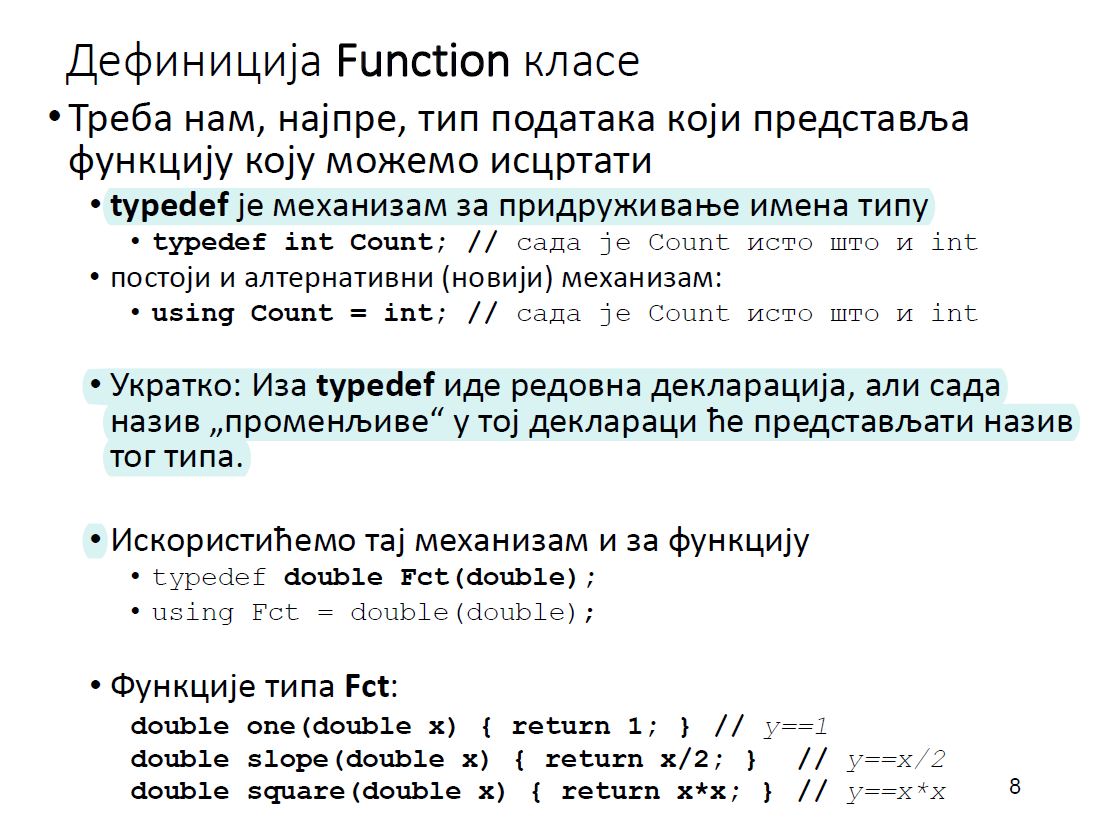 Дефиниција Function класе
• Треба нам, најпре, тип података који представља
функцију коју можемо исцртати
• typedef је механизам за придруживање имена типу
• typedef int Count; // сада је Count исто што и int
• постоји и алтернативни (новији) механизам:
• using Count = int; // сада је Count исто што и int
• Укратко: Иза typedef иде редовна декларација, али сада
назив „променљиве“ у тој деклараци ће представљати назив
тог типа.
• Искористићемо тај механизам и за функцију
• typedef double Fct(double);
• using Fct = double(double);
• Функције типа Fct:
double one(double x) { return 1; } // y==1
double slope(double x) { return x/2; } // y==x/2
double square(double x) { return x*x; } // y==x*x
8